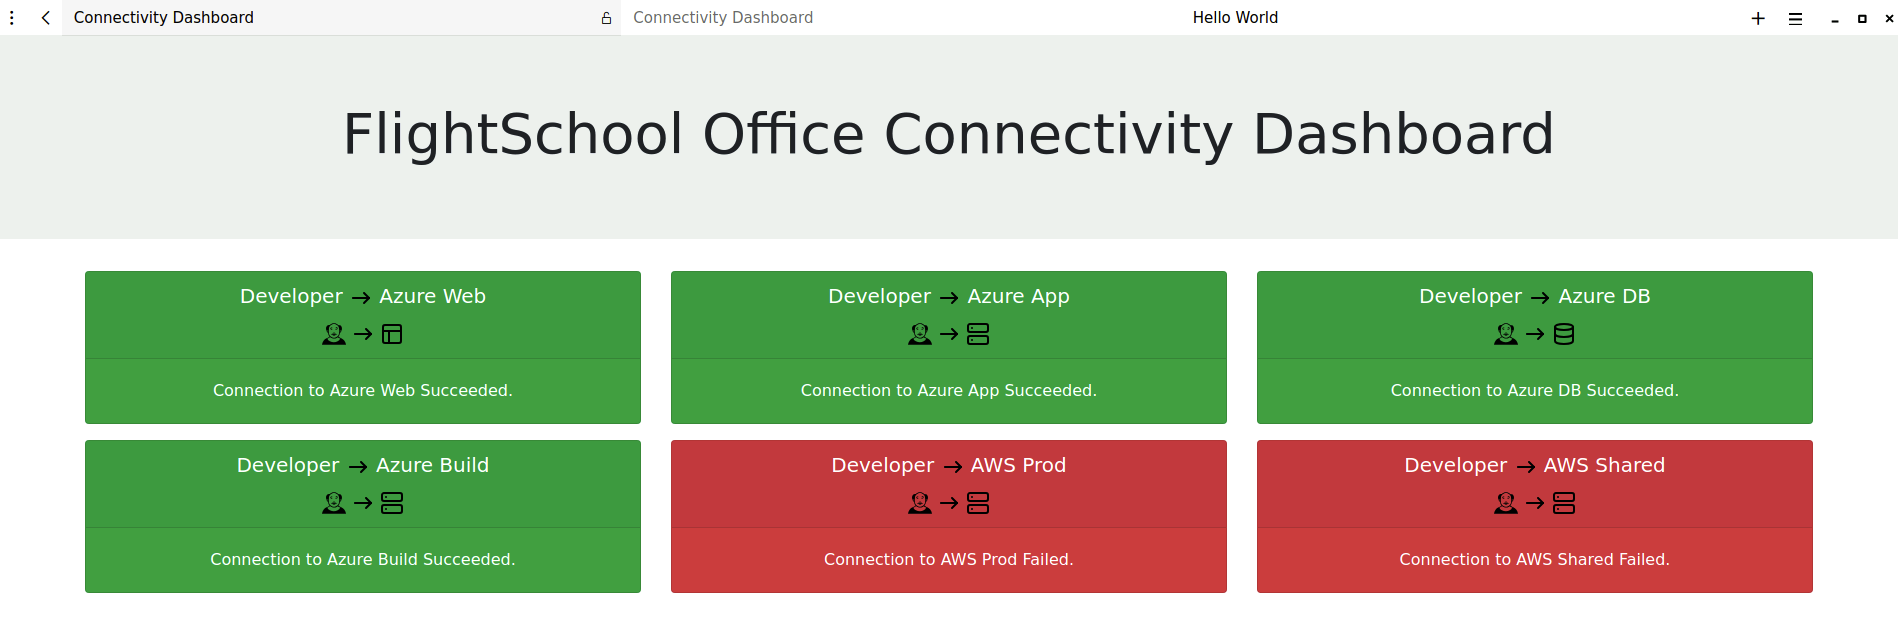 Connectivity Dashboard
Connectivity Dashboard
Hello World
FlightSchool Office Connectivity Dashboard
Developer → Azure Web
Connection to Azure Web Succeeded.
Developer → Azure App
Connection to Azure App Succeeded.
Developer → Azure DB
Connection to Azure DB Succeeded.
Developer → Azure Build
Connection to Azure Build Succeeded.
Developer → AWS Prod
Connection to AWS Prod Failed.
Developer → AWS Shared
Connection to AWS Shared Failed.